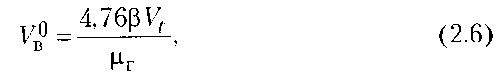 V_в^0 = 4,76βV_t / μ_г, (2.6)